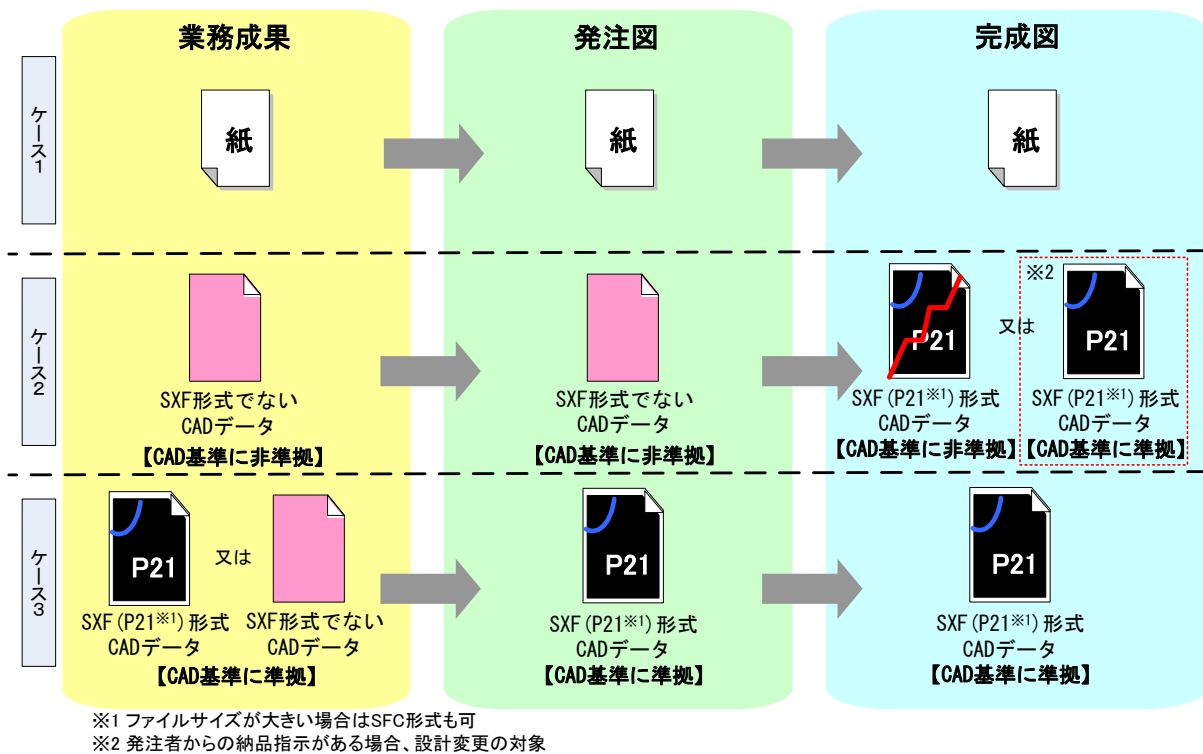 業務成果
発注図
完成図
ケース1
紙
紙
紙
ケース2
SXF形式でない
CADデータ
【CAD基準に非準拠】
SXF形式でない
CADデータ
【CAD基準に非準拠】
P21
SXF(P21※1)形式
CADデータ
【CAD基準に非準拠】
又は
※2
P21
SXF(P21※1)形式
CADデータ
【CAD基準に準拠】
ケース3
P21
SXF(P21※1)形式
CADデータ
又は
SXF形式でない
CADデータ
【CAD基準に準拠】
P21
SXF(P21※1)形式
CADデータ
【CAD基準に準拠】
P21
SXF(P21※1)形式
CADデータ
【CAD基準に準拠】
※1 ファイルサイズが大きい場合はSFC形式も可
※2 発注者からの納品指示がある場合、設計変更の対象